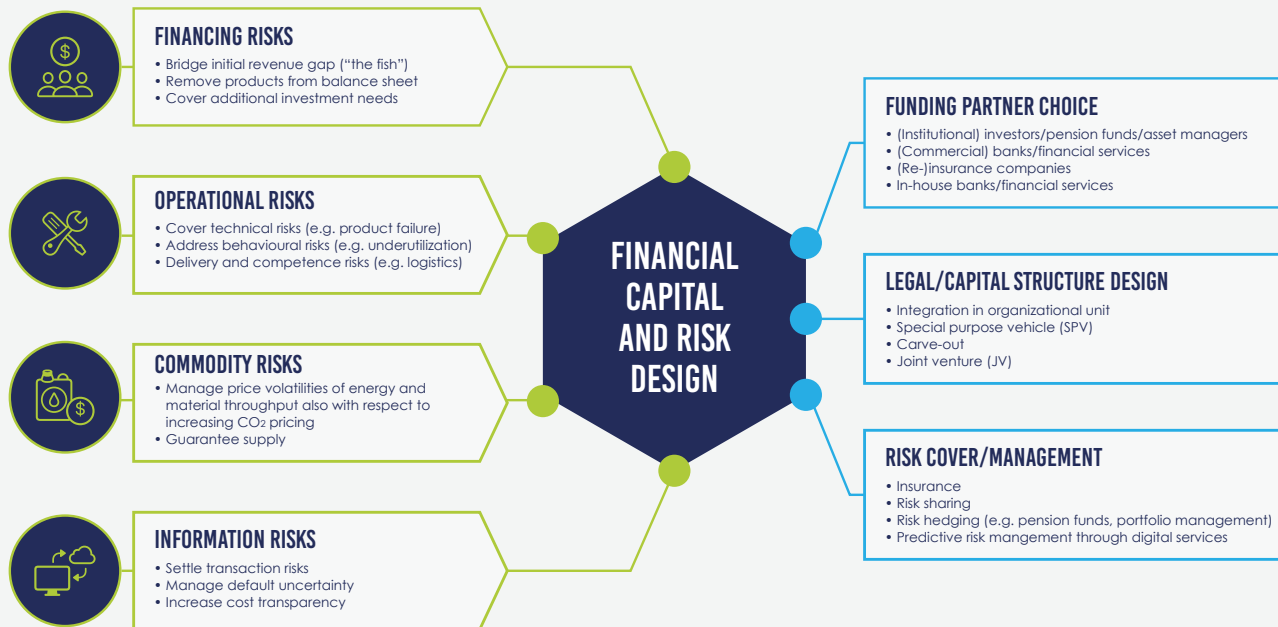 FINANCING RISKS
• Bridge initial revenue gap (“the fish”)
• Remove products from balance sheet
• Cover additional investment needs
OPERATIONAL RISKS
• Cover technical risks (e.g. product failure)
• Address behavioural risks (e.g. underutilization)
• Delivery and competence risks (e.g. logistics)
COMMODITY RISKS
• Manage price volatilities of energy and
material throughput also with respect to
increasing CO2 pricing
• Guarantee supply
INFORMATION RISKS
• Settle transaction risks
• Manage default uncertainty
• Increase cost transparency
FINANCIAL
CAPITAL
AND RISK
DESIGN
FUNDING PARTNER CHOICE
• (Institutional) investors/pension funds/asset managers
• (Commercial) banks/financial services
• (Re-)insurance companies
• In-house banks/financial services
LEGAL/CAPITAL STRUCTURE DESIGN
• Integration in organizational unit
• Special purpose vehicle (SPV)
• Carve-out
• Joint venture (JV)
RISK COVER/MANAGEMENT
• Insurance
• Risk sharing
• Risk hedging (e.g. pension funds, portfolio management)
• Predictive risk mangement through digital services